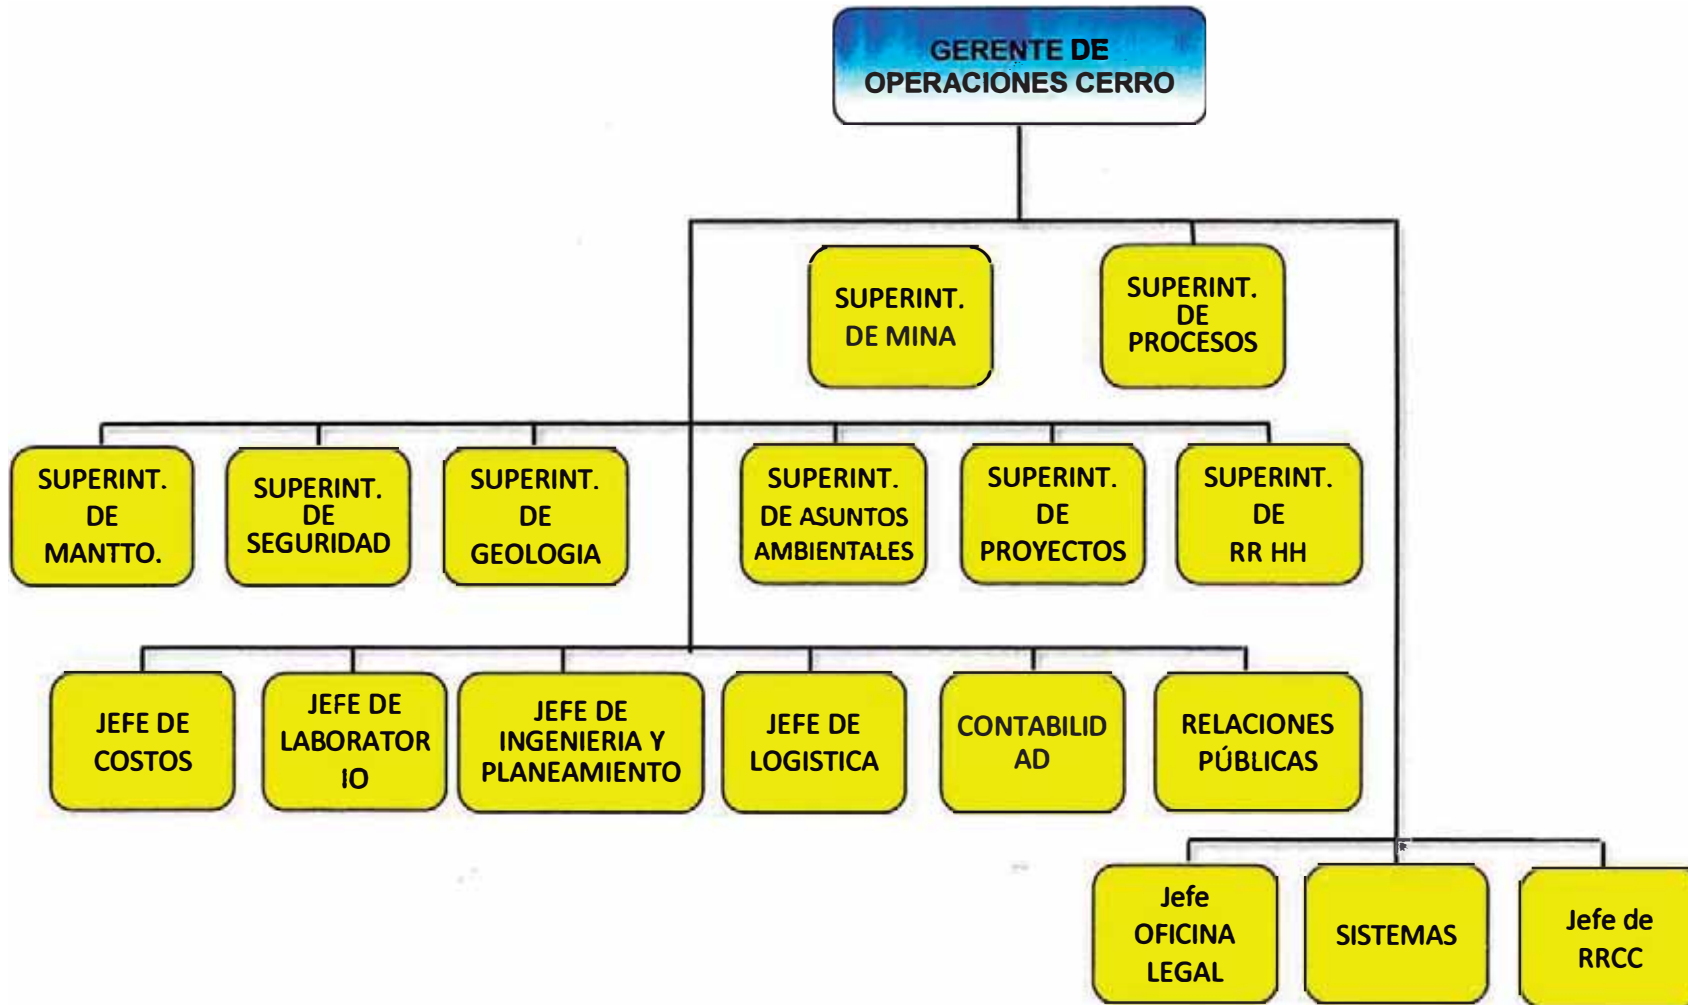 GERENTE DE
OPERACIONES CERRO
SUPERINT.
DE MINA
SUPERINT.
DE
PROCESOS
SUPERINT.
DE
MANTTO.
SUPERINT.
DE
SEGURIDAD
SUPERINT.
DE
GEOLOGIA
SUPERINT.
DE ASUNTOS
AMBIENTALES
SUPERINT.
DE
PROYECTOS
SUPERINT.
DE
RR HH
JEFE DE
COSTOS
JEFE DE
LABORATOR
IO
JEFE DE
INGENIERIA Y
PLANEAMIENTO
JEFE DE
LOGISTICA
CONTABILID
AD
RELACIONES
PÚBLICAS
Jefe
OFICINA
LEGAL
SISTEMAS
Jefe de
RRCC